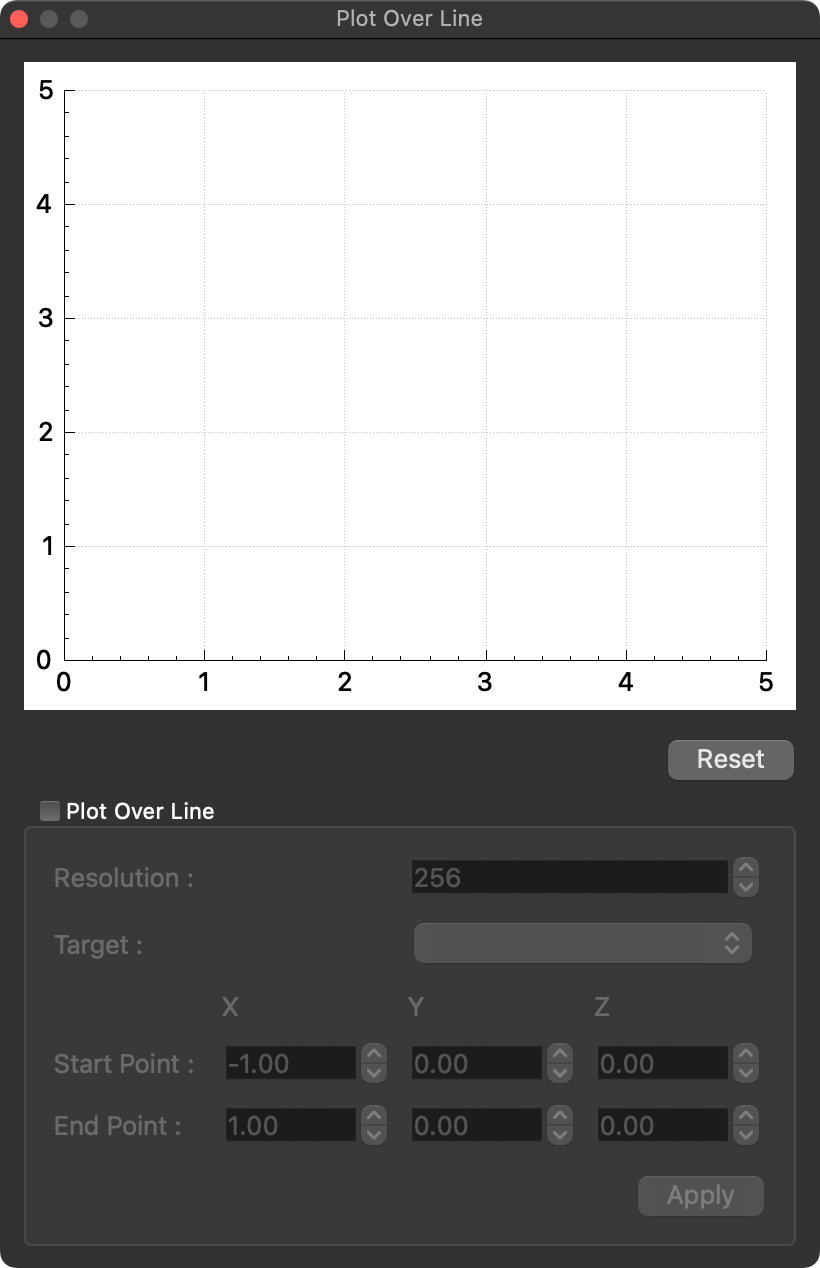 Plot Over Line
5
4
3
2
1
0
0 1 2 3 4 5
Reset
Plot Over Line
Resolution : 256
Target :
X Y Z
Start Point : -1.00 0.00 0.00
End Point : 1.00 0.00 0.00
Apply